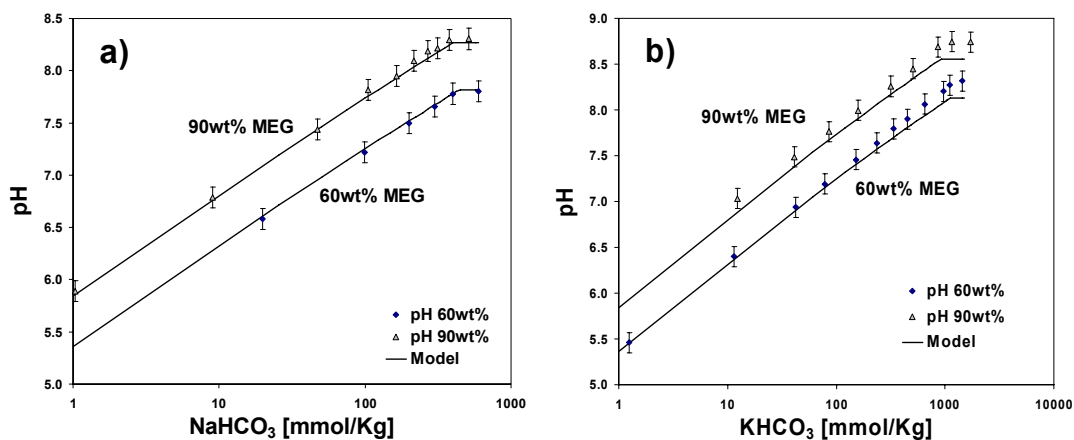 a)
8.5
8.0
7.5
7.0
6.5
6.0
5.5
5.0
pH
90wt% MEG
60wt% MEG
pH 60wt%
pH 90wt%
Model
1
10
100
1000
NaHCO₃ [mmol/Kg]
b)
9.0
8.5
8.0
7.5
7.0
6.5
6.0
5.5
5.0
pH
90wt% MEG
60wt% MEG
pH 60wt%
pH 90wt%
Model
1
10
100
1000
10000
KHCO₃ [mmol/Kg]